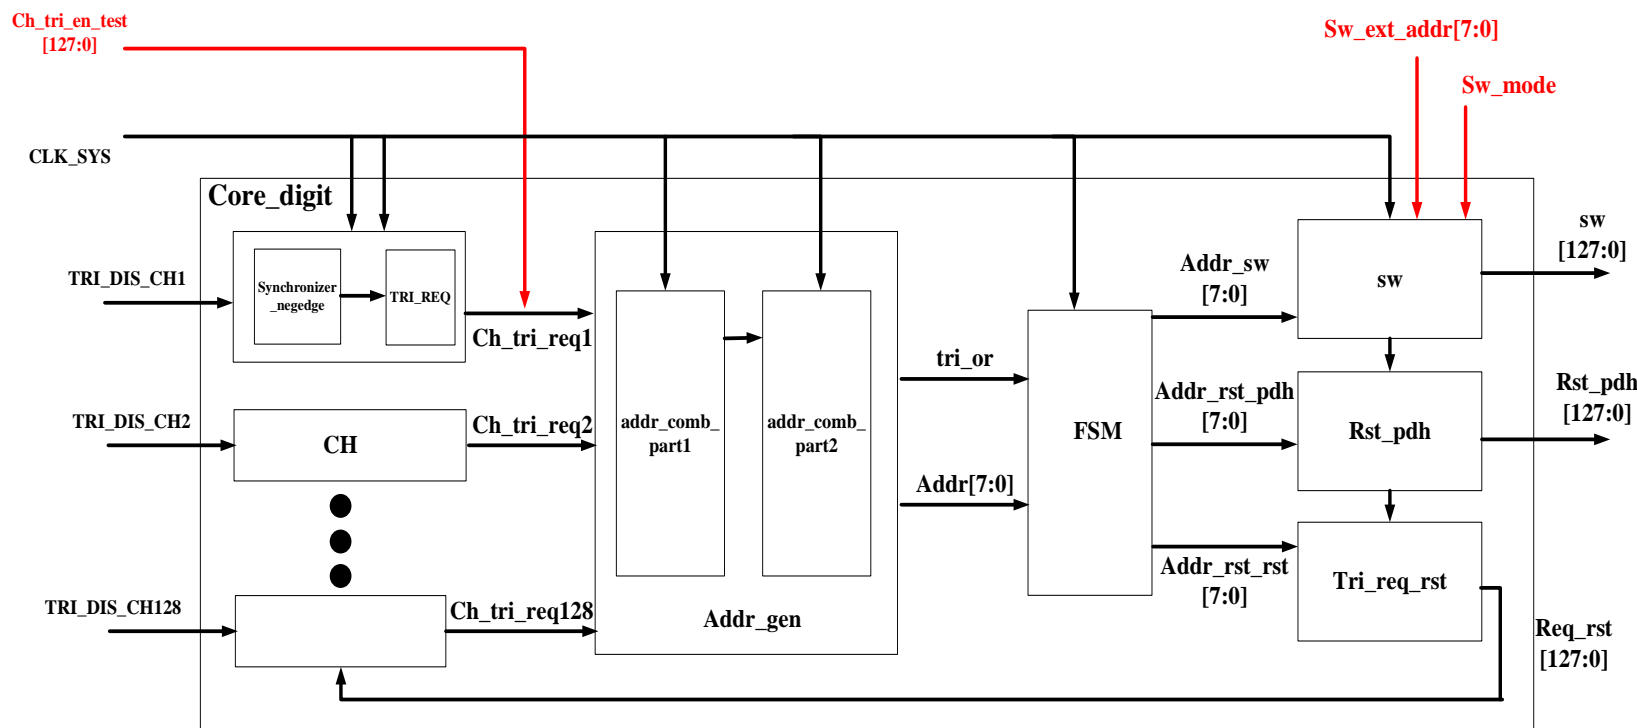 Ch_tri_en_test
[127:0]
Sw_ext_addr[7:0]
Sw_mode
CLK_SYS
Core_digit
sw
[127:0]
TRI_DIS_CH1
Synchronizer
_negedge
TRI_REQ
Ch_tri_req1
Addr_sw
[7:0]
sw
tri_or
TRI_DIS_CH2
CH
Ch_tri_req2
addr_comb_
part1
addr_comb_
part2
FSM
Addr_rst_pdh
[7:0]
Rst_pdh
Rst_pdh
[127:0]
Addr[7:0]
TRI_DIS_CH128
Ch_tri_req128
Addr_gen
Addr_rst_rst
[7:0]
Tri_req_rst
Req_rst
[127:0]